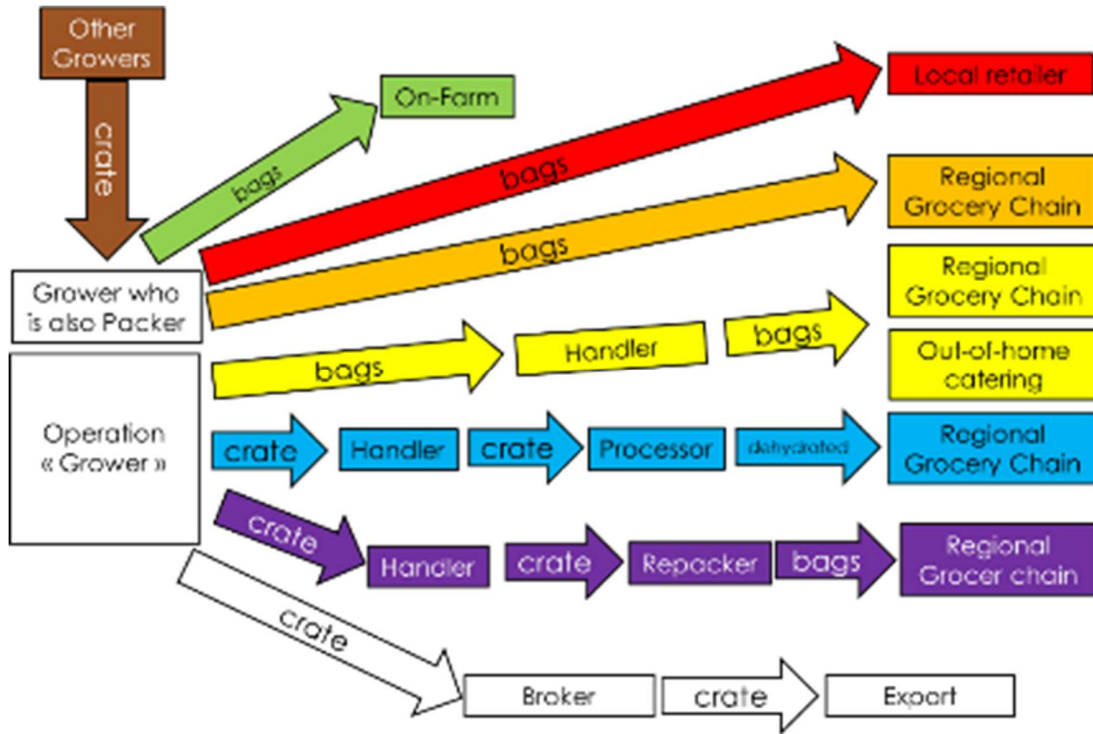 Other
Growers
crate
On-Farm
bags
Local retailer
bags
Regional
Grocery Chain
bags
Grower who
is also Packer
Regional
Grocery Chain
Out-of-home
catering
bags
Handler
bags
Operation
« Grower »
crate
Handler
crate
Processor
dehydrated
Regional
Grocery Chain
crate
Handler
crate
Repacker
bags
Regional
Grocer chain
crate
Broker
crate
Export